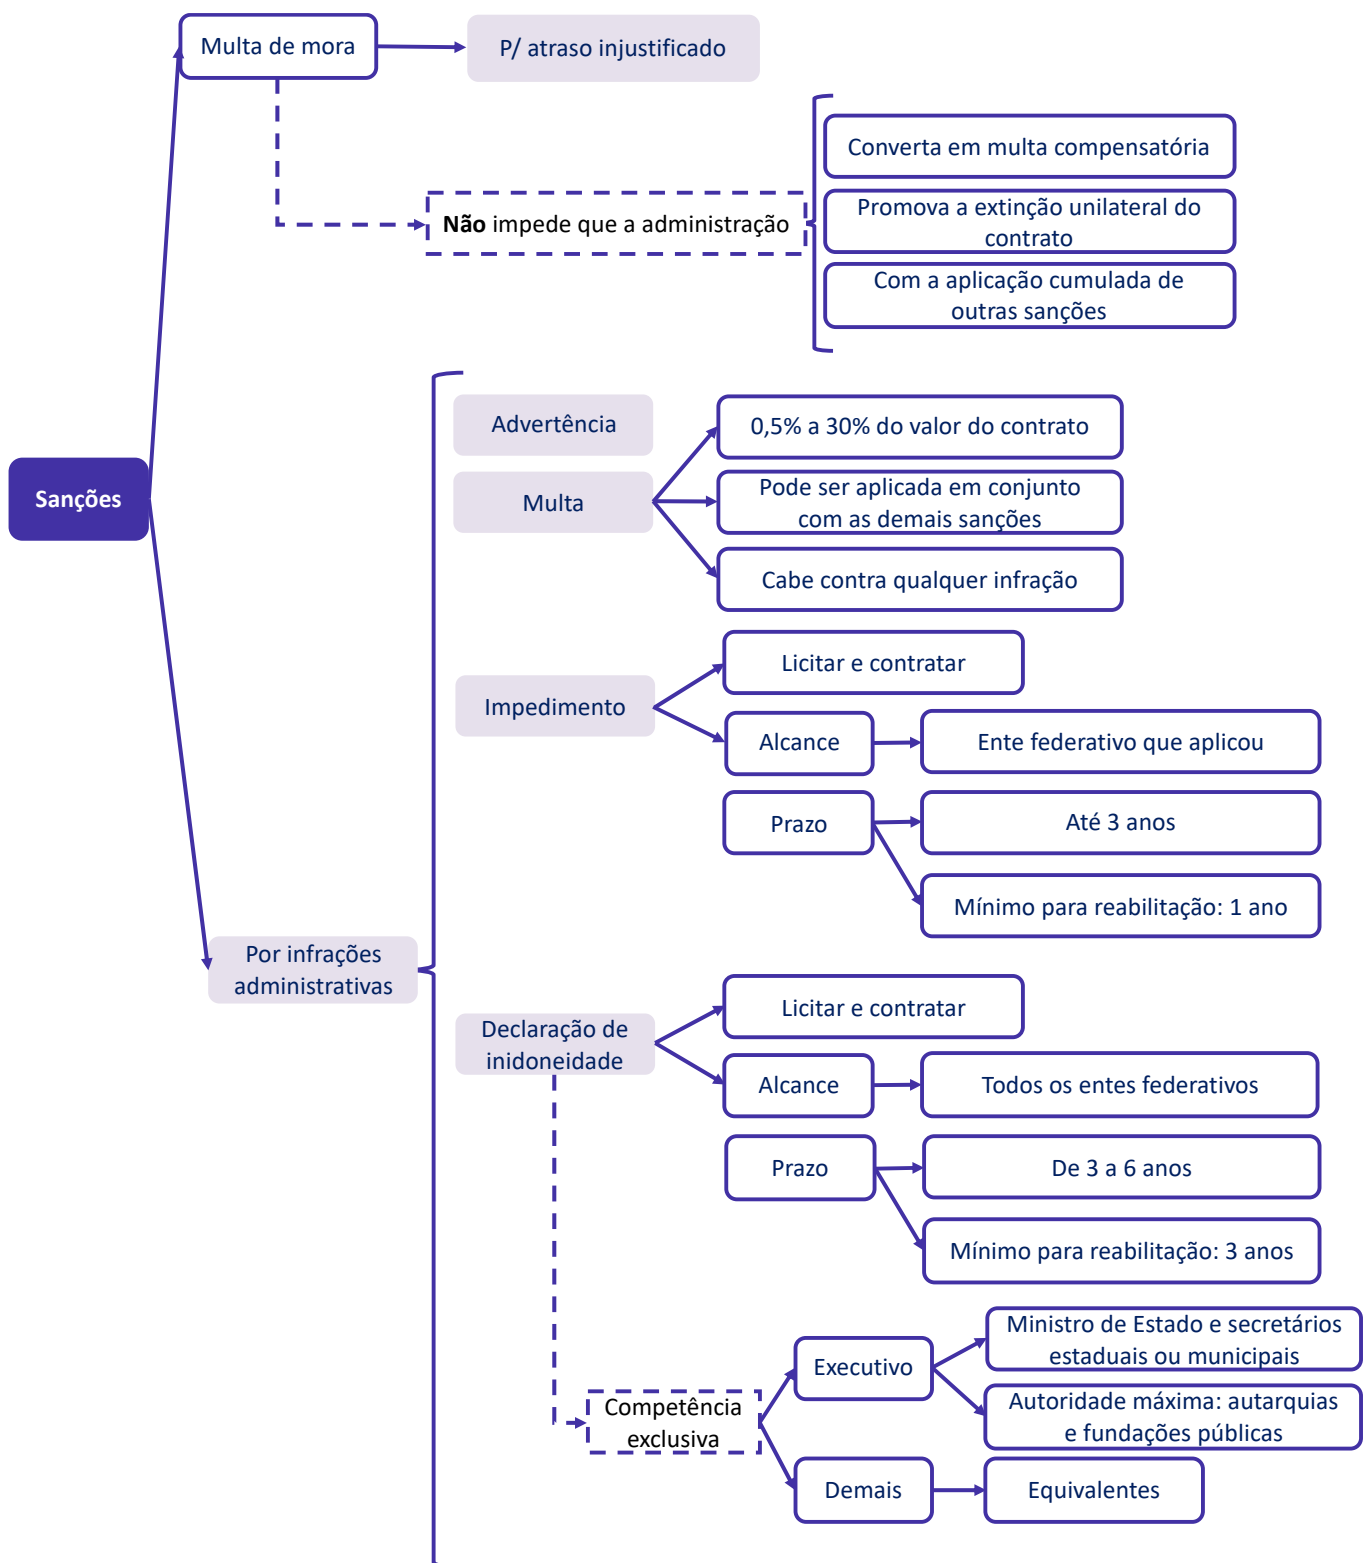 Multa de mora
P/ atraso injustificado
Converta em multa compensatória
Não impede que a administração
Promova a extinção unilateral do
contrato
Com a aplicação cumulada de
outras sanções
Sanções
Advertência
Multa
0,5% a 30% do valor do contrato
Pode ser aplicada em conjunto
com as demais sanções
Cabe contra qualquer infração
Impedimento
Licitar e contratar
Alcance
Ente federativo que aplicou
Prazo
Até 3 anos
Mínimo para reabilitação: 1 ano
Por infrações
administrativas
Declaração de
inidoneidade
Licitar e contratar
Alcance
Todos os entes federativos
Prazo
De 3 a 6 anos
Mínimo para reabilitação: 3 anos
Competência
exclusiva
Executivo
Ministro de Estado e secretários
estaduais ou municipais
Autoridade máxima: autarquias
e fundações públicas
Demais
Equivalentes